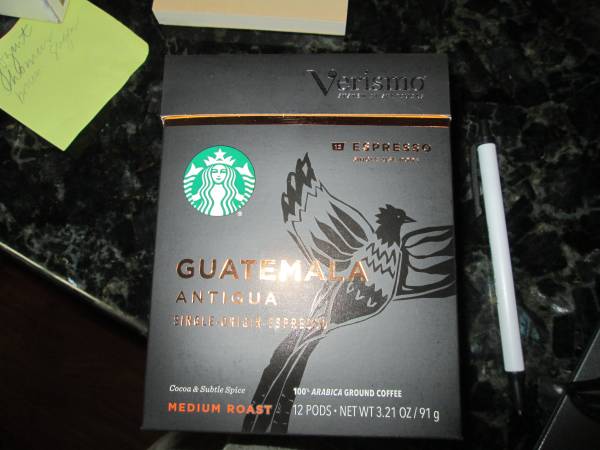 Verismo
12 ESPRESSO
GUATEMALA
ANTIGUA
SINGLE-ORIGIN ESPRESSO
Cocoa & Subtle Spice
100% ARABICA GROUND COFFEE
MEDIUM ROAST
12 PODS • NET WT 3.21 OZ / 91 g